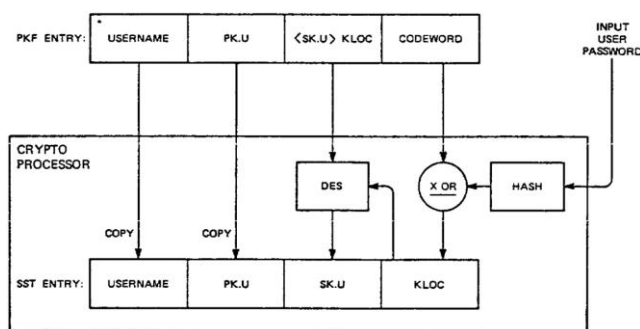 PKF ENTRY: USERNAME PK.U <SK.U> KLOC CODEWORD
INPUT
USER
PASSWORD
CRYPTO
PROCESSOR
DES
X OR
HASH
COPY
COPY
SST ENTRY: USERNAME PK.U SK.U KLOC